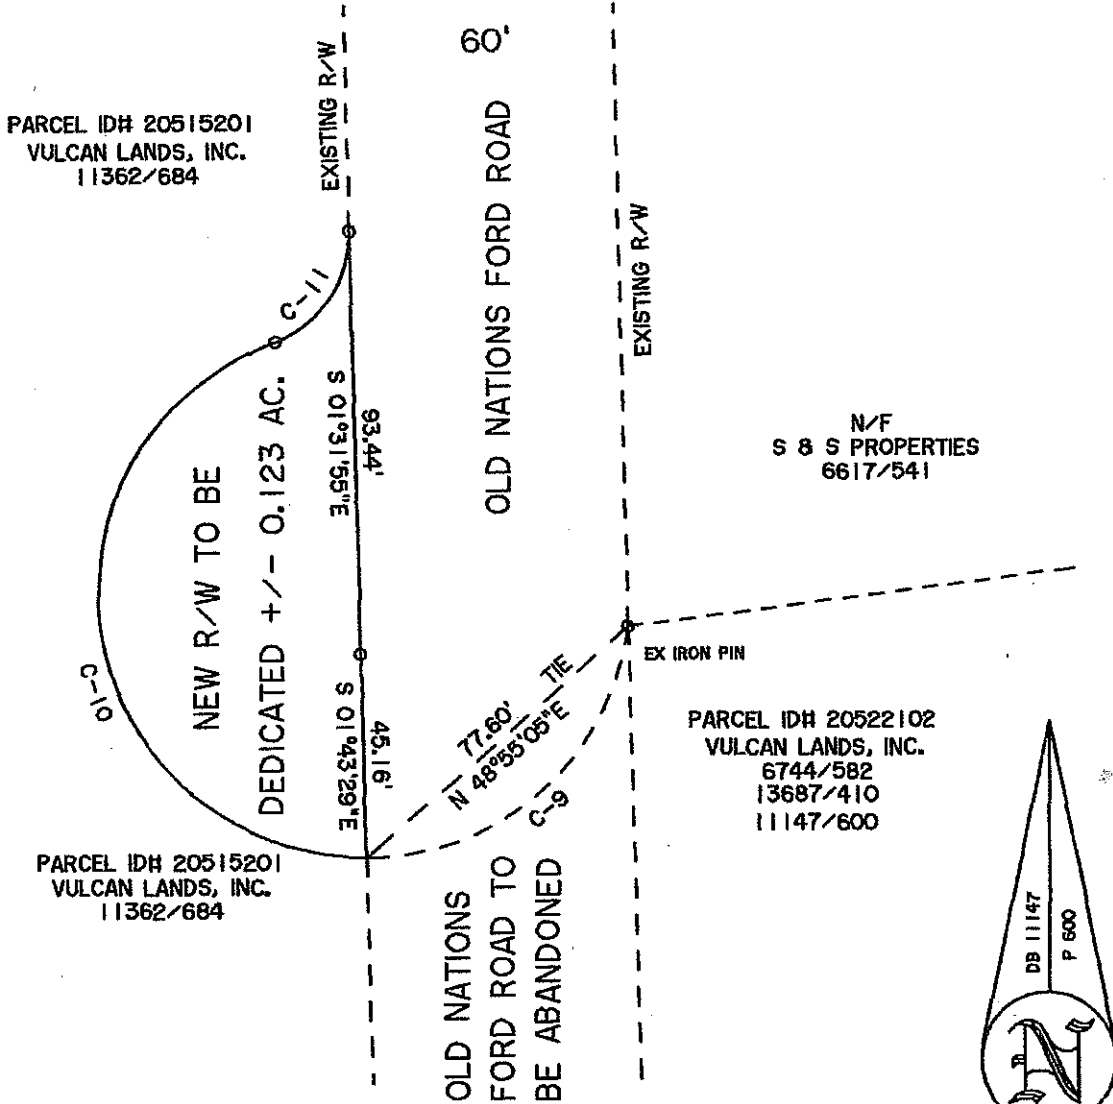 60'
EXISTING R/W
PARCEL ID# 20515201
VULCAN LANDS, INC.
11362/684
OLD NATIONS FORD ROAD
EXISTING R/W
C-11
93.44'
S 01°31'55"E
N/F
S & S PROPERTIES
6617/541
NEW R/W TO BE
DEDICATED +/- 0.123 AC.
C-10
45.16'
S 01°43'29"E
TIE
77.60'
N 48°55'05"E
C-9
EX IRON PIN
PARCEL ID# 20522102
VULCAN LANDS, INC.
6744/582
13687/410
11147/600
PARCEL ID# 20515201
VULCAN LANDS, INC.
11362/684
OLD NATIONS
FORD ROAD TO
BE ABANDONED
DB 11147
P 600
N